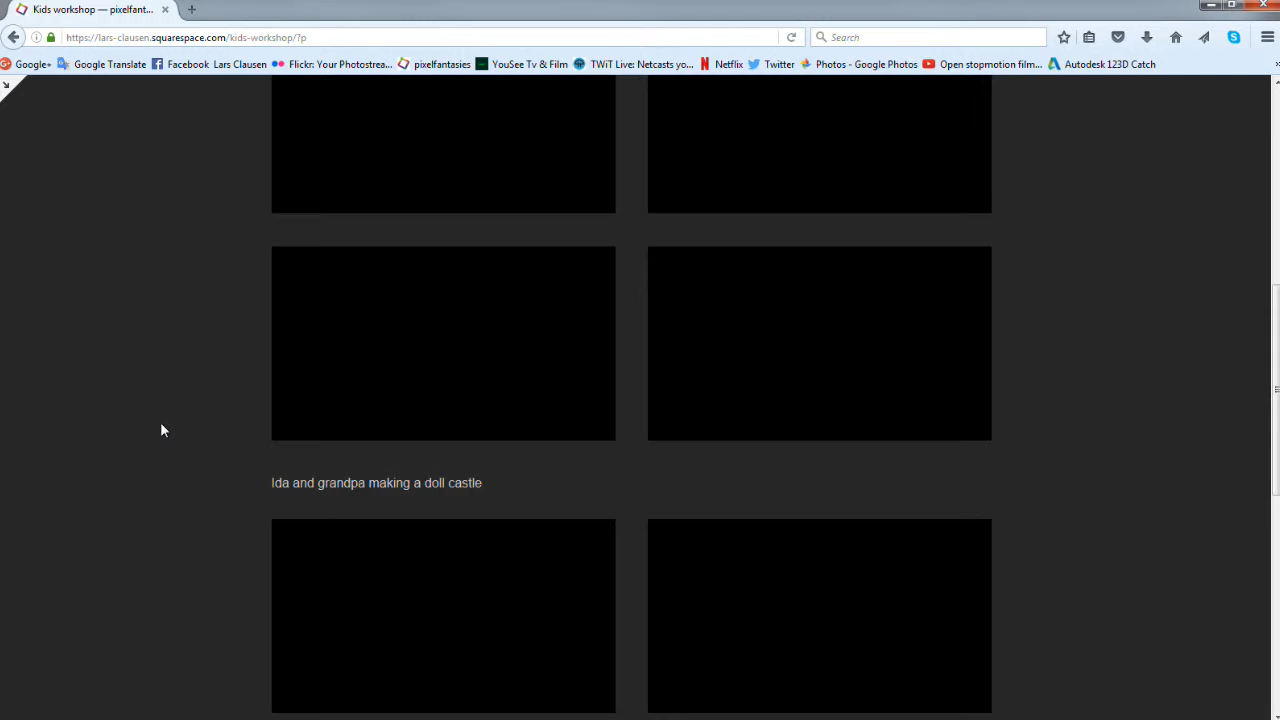 Kids workshop — pixelfant...
https://lars-clausen.squarespace.com/kids-workshop/?p
Search
Google+ Google Translate Facebook Lars Clausen Flickr: Your Photostrea... pixelfantasies YouSee Tv & Film TWiT Live: Netcasts yo... Netflix Twitter Photos - Google Photos Open stopmotion film... Autodesk 123D Catch
Ida and grandpa making a doll castle